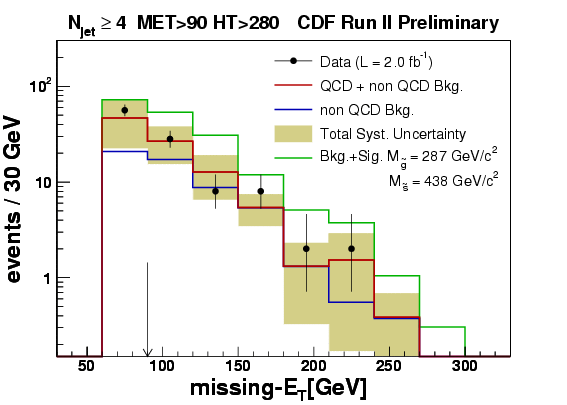 N_jet ≥ 4 MET>90 HT>280 CDF Run II Preliminary
Data (L = 2.0 fb⁻¹)
QCD + non QCD Bkg.
non QCD Bkg.
Total Syst. Uncertainty
Bkg.+Sig. M_g̃ = 287 GeV/c²
M_s̃ = 438 GeV/c²
events / 30 GeV
10²
10
1
50 100 150 200 250 300
missing-E_T[GeV]